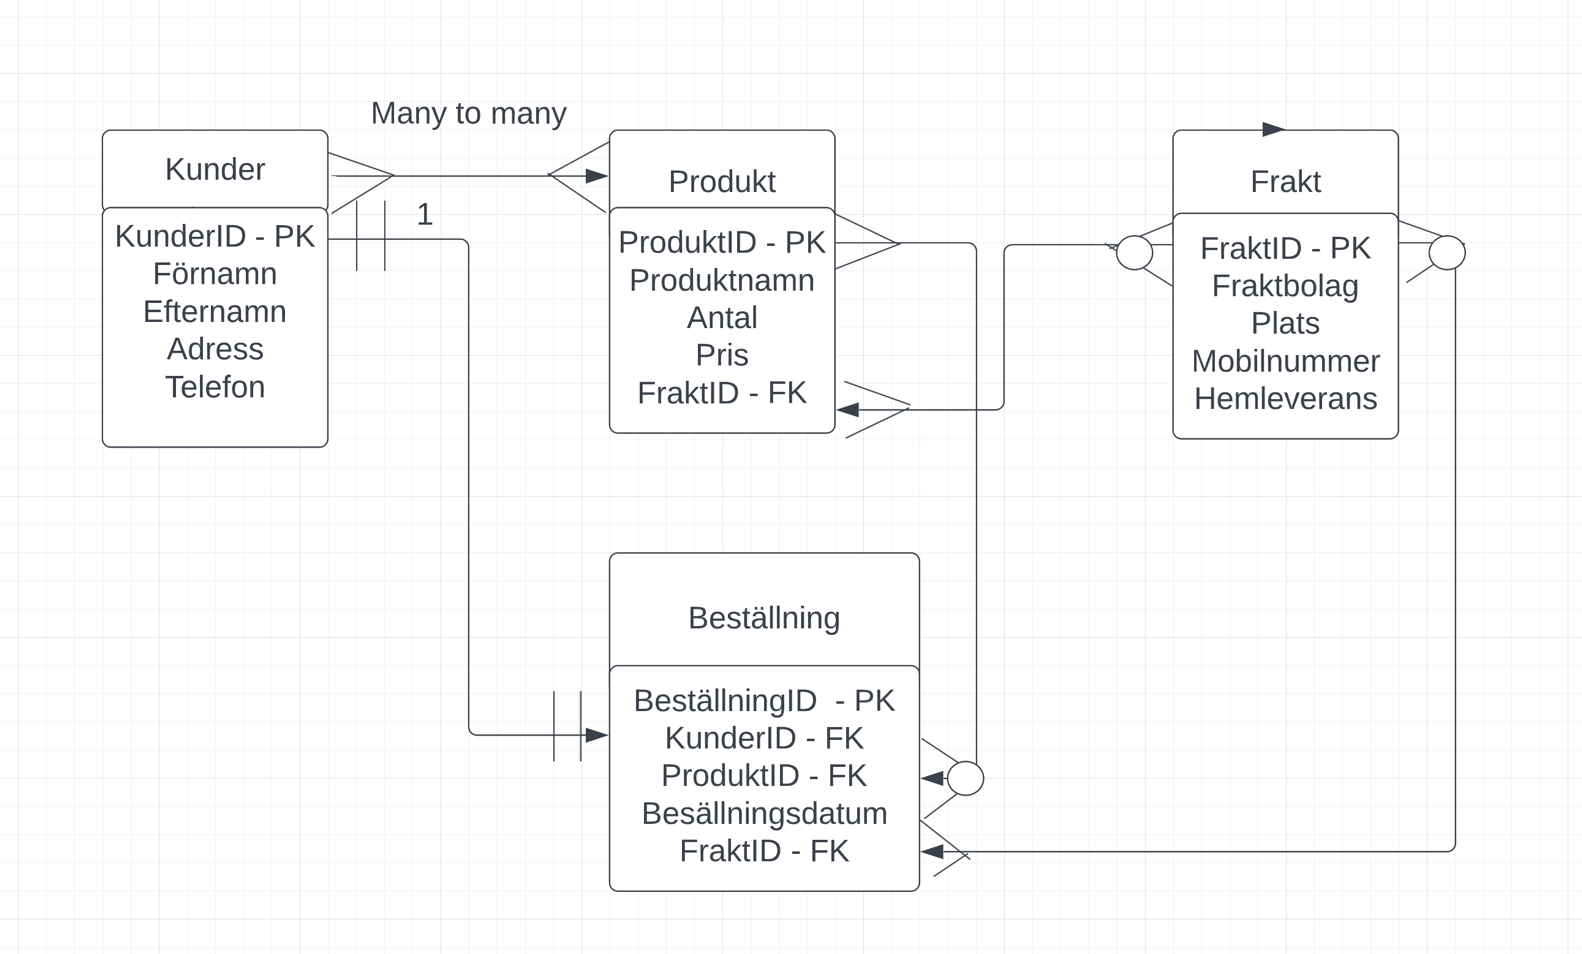 Many to many
Kunder
KunderID - PK
Förnamn
Efternamn
Adress
Telefon
1
Produkt
ProduktID - PK
Produktnamn
Antal
Pris
FraktID - FK
Frakt
FraktID - PK
Fraktbolag
Plats
Mobilnummer
Hemleverans
Beställning
BeställningID  - PK
KunderID - FK
ProduktID - FK
Besällningsdatum
FraktID - FK